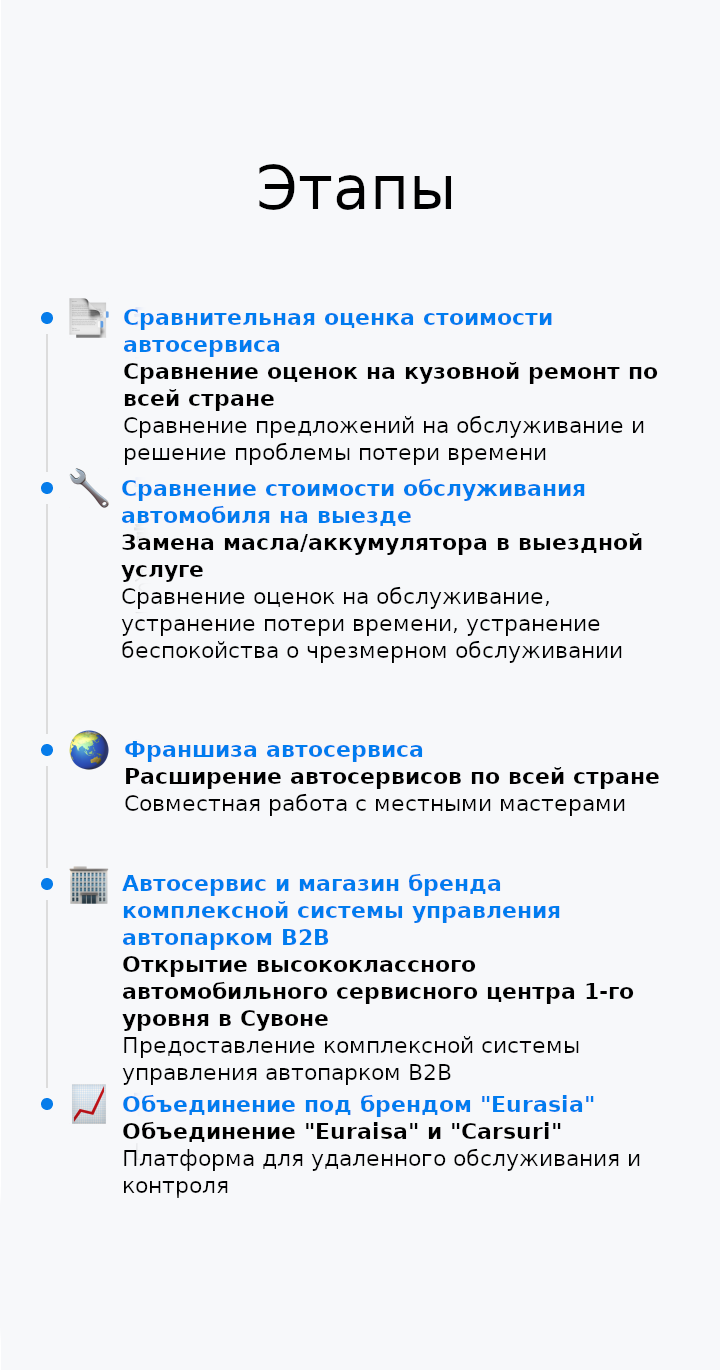 Этапы
Сравнительная оценка стоимости
автосервиса
Сравнение оценок на кузовной ремонт по
всей стране
Сравнение предложений на обслуживание и
решение проблемы потери времени
Сравнение стоимости обслуживания
автомобиля на выезде
Замена масла/аккумулятора в выездной
услуге
Сравнение оценок на обслуживание,
устранение потери времени, устранение
беспокойства о чрезмерном обслуживании
Франшиза автосервиса
Расширение автосервисов по всей стране
Совместная работа с местными мастерами
Автосервис и магазин бренда
комплексной системы управления
автопарком B2B
Открытие высококлассного
автомобильного сервисного центра 1-го
уровня в Сувоне
Предоставление комплексной системы
управления автопарком B2B
Объединение под брендом "Eurasia"
Объединение "Euraisa" и "Carsuri"
Платформа для удаленного обслуживания и
контроля